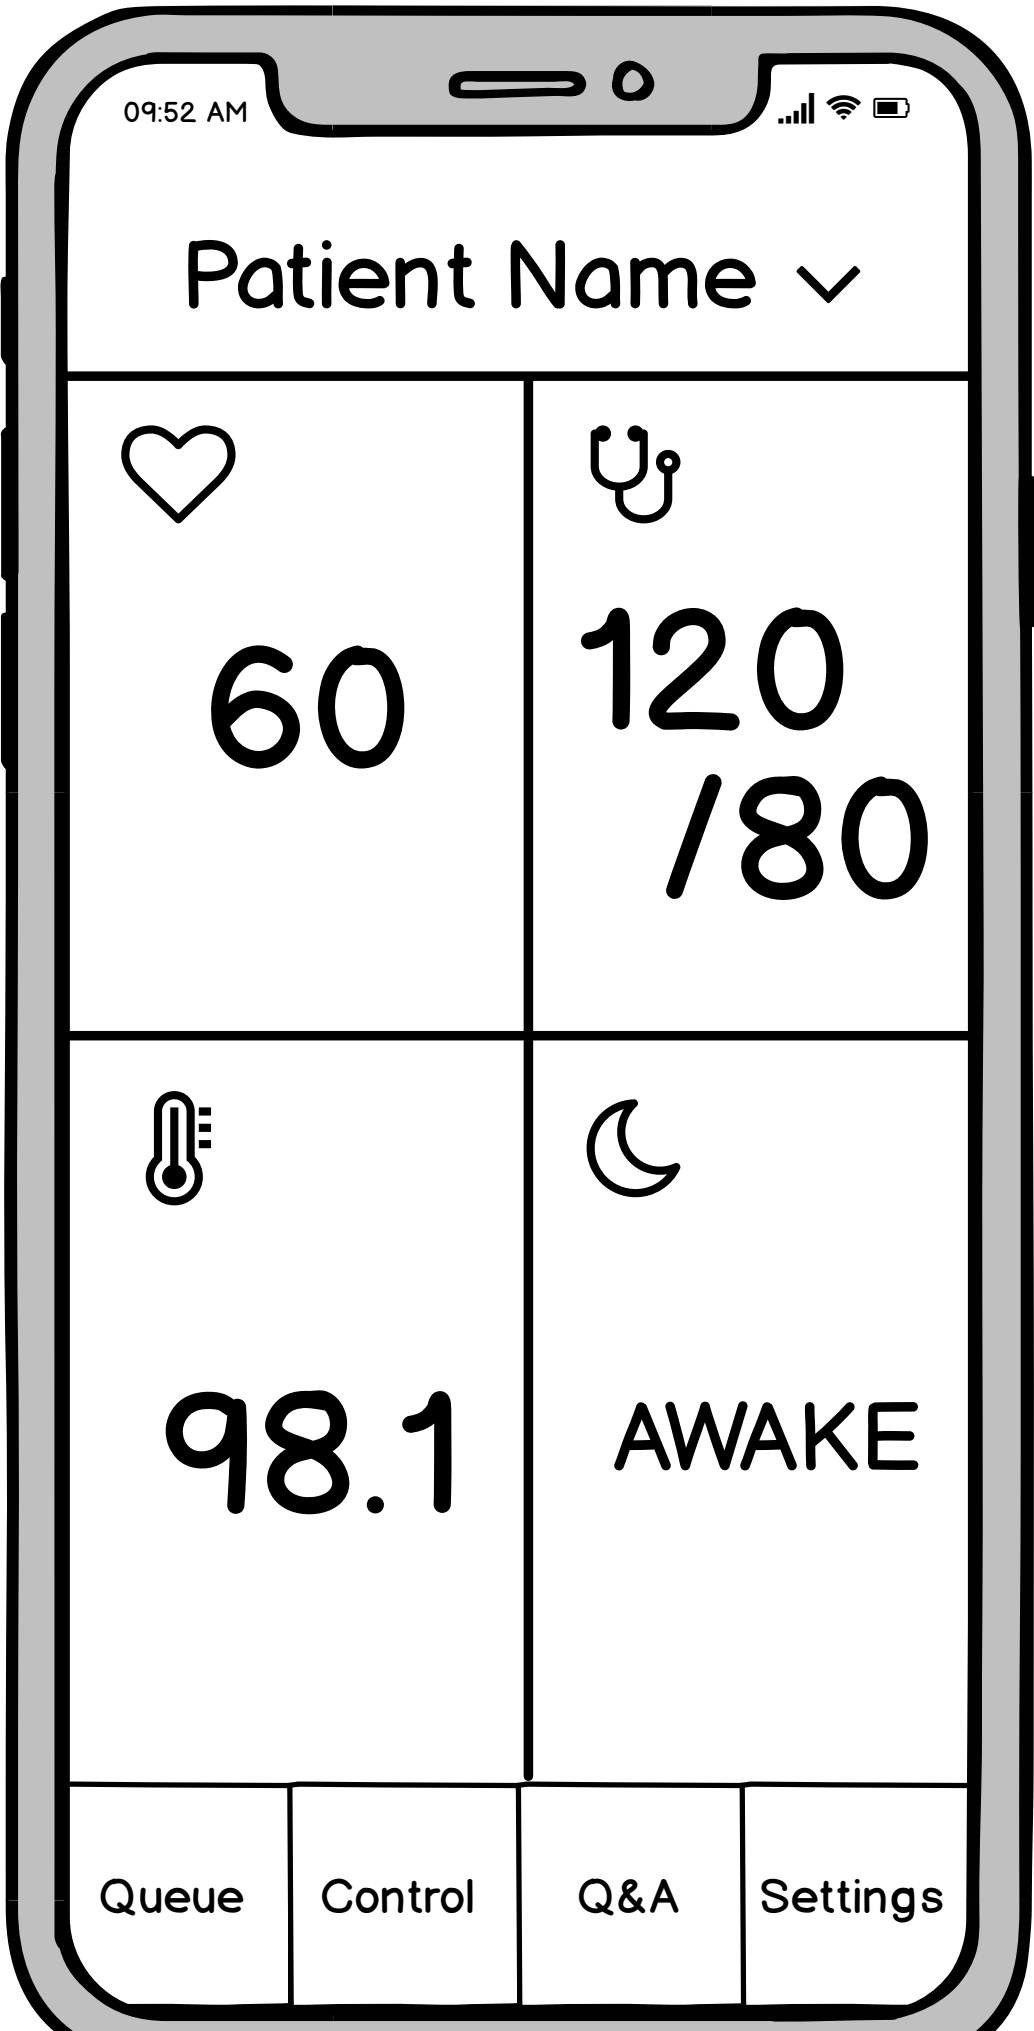 09:52 AM
Patient Name
60
120
/80
98.1
AWAKE
Queue
Control
Q&A
Settings